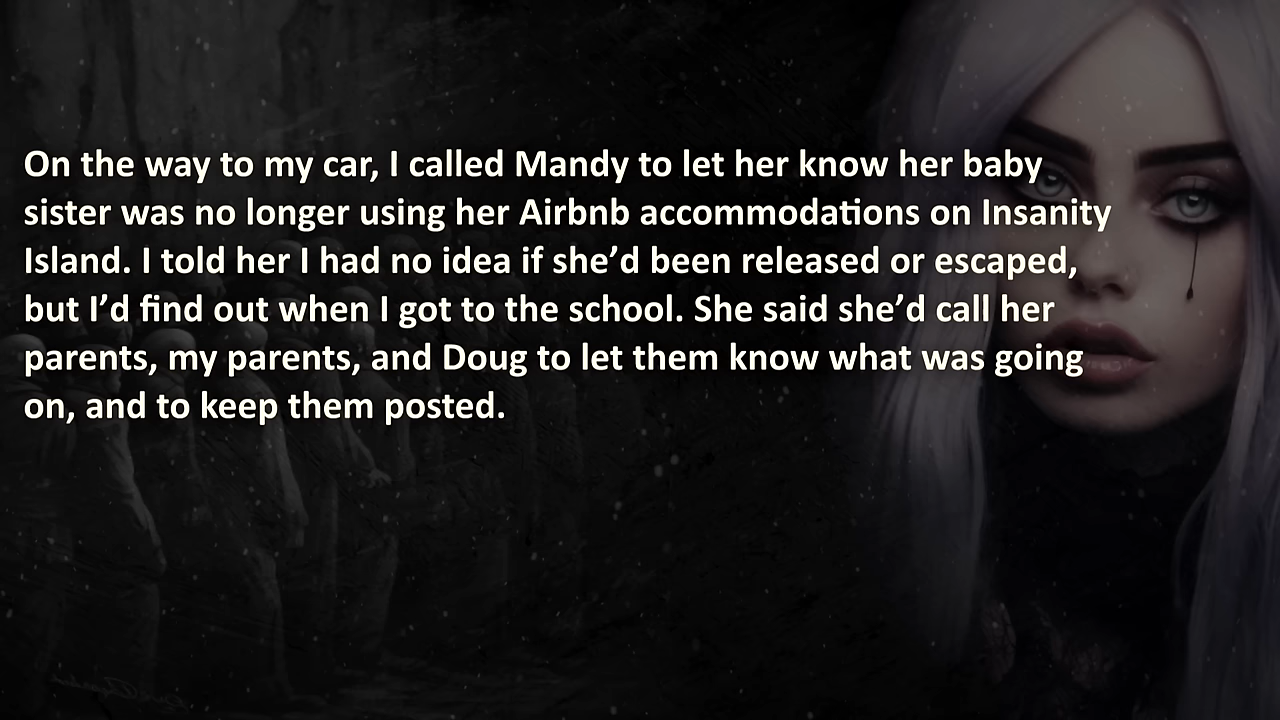 On the way to my car, I called Mandy to let her know her baby
sister was no longer using her Airbnb accommodations on Insanity
Island. I told her I had no idea if she’d been released or escaped,
but I’d find out when I got to the school. She said she’d call her
parents, my parents, and Doug to let them know what was going
on, and to keep them posted.